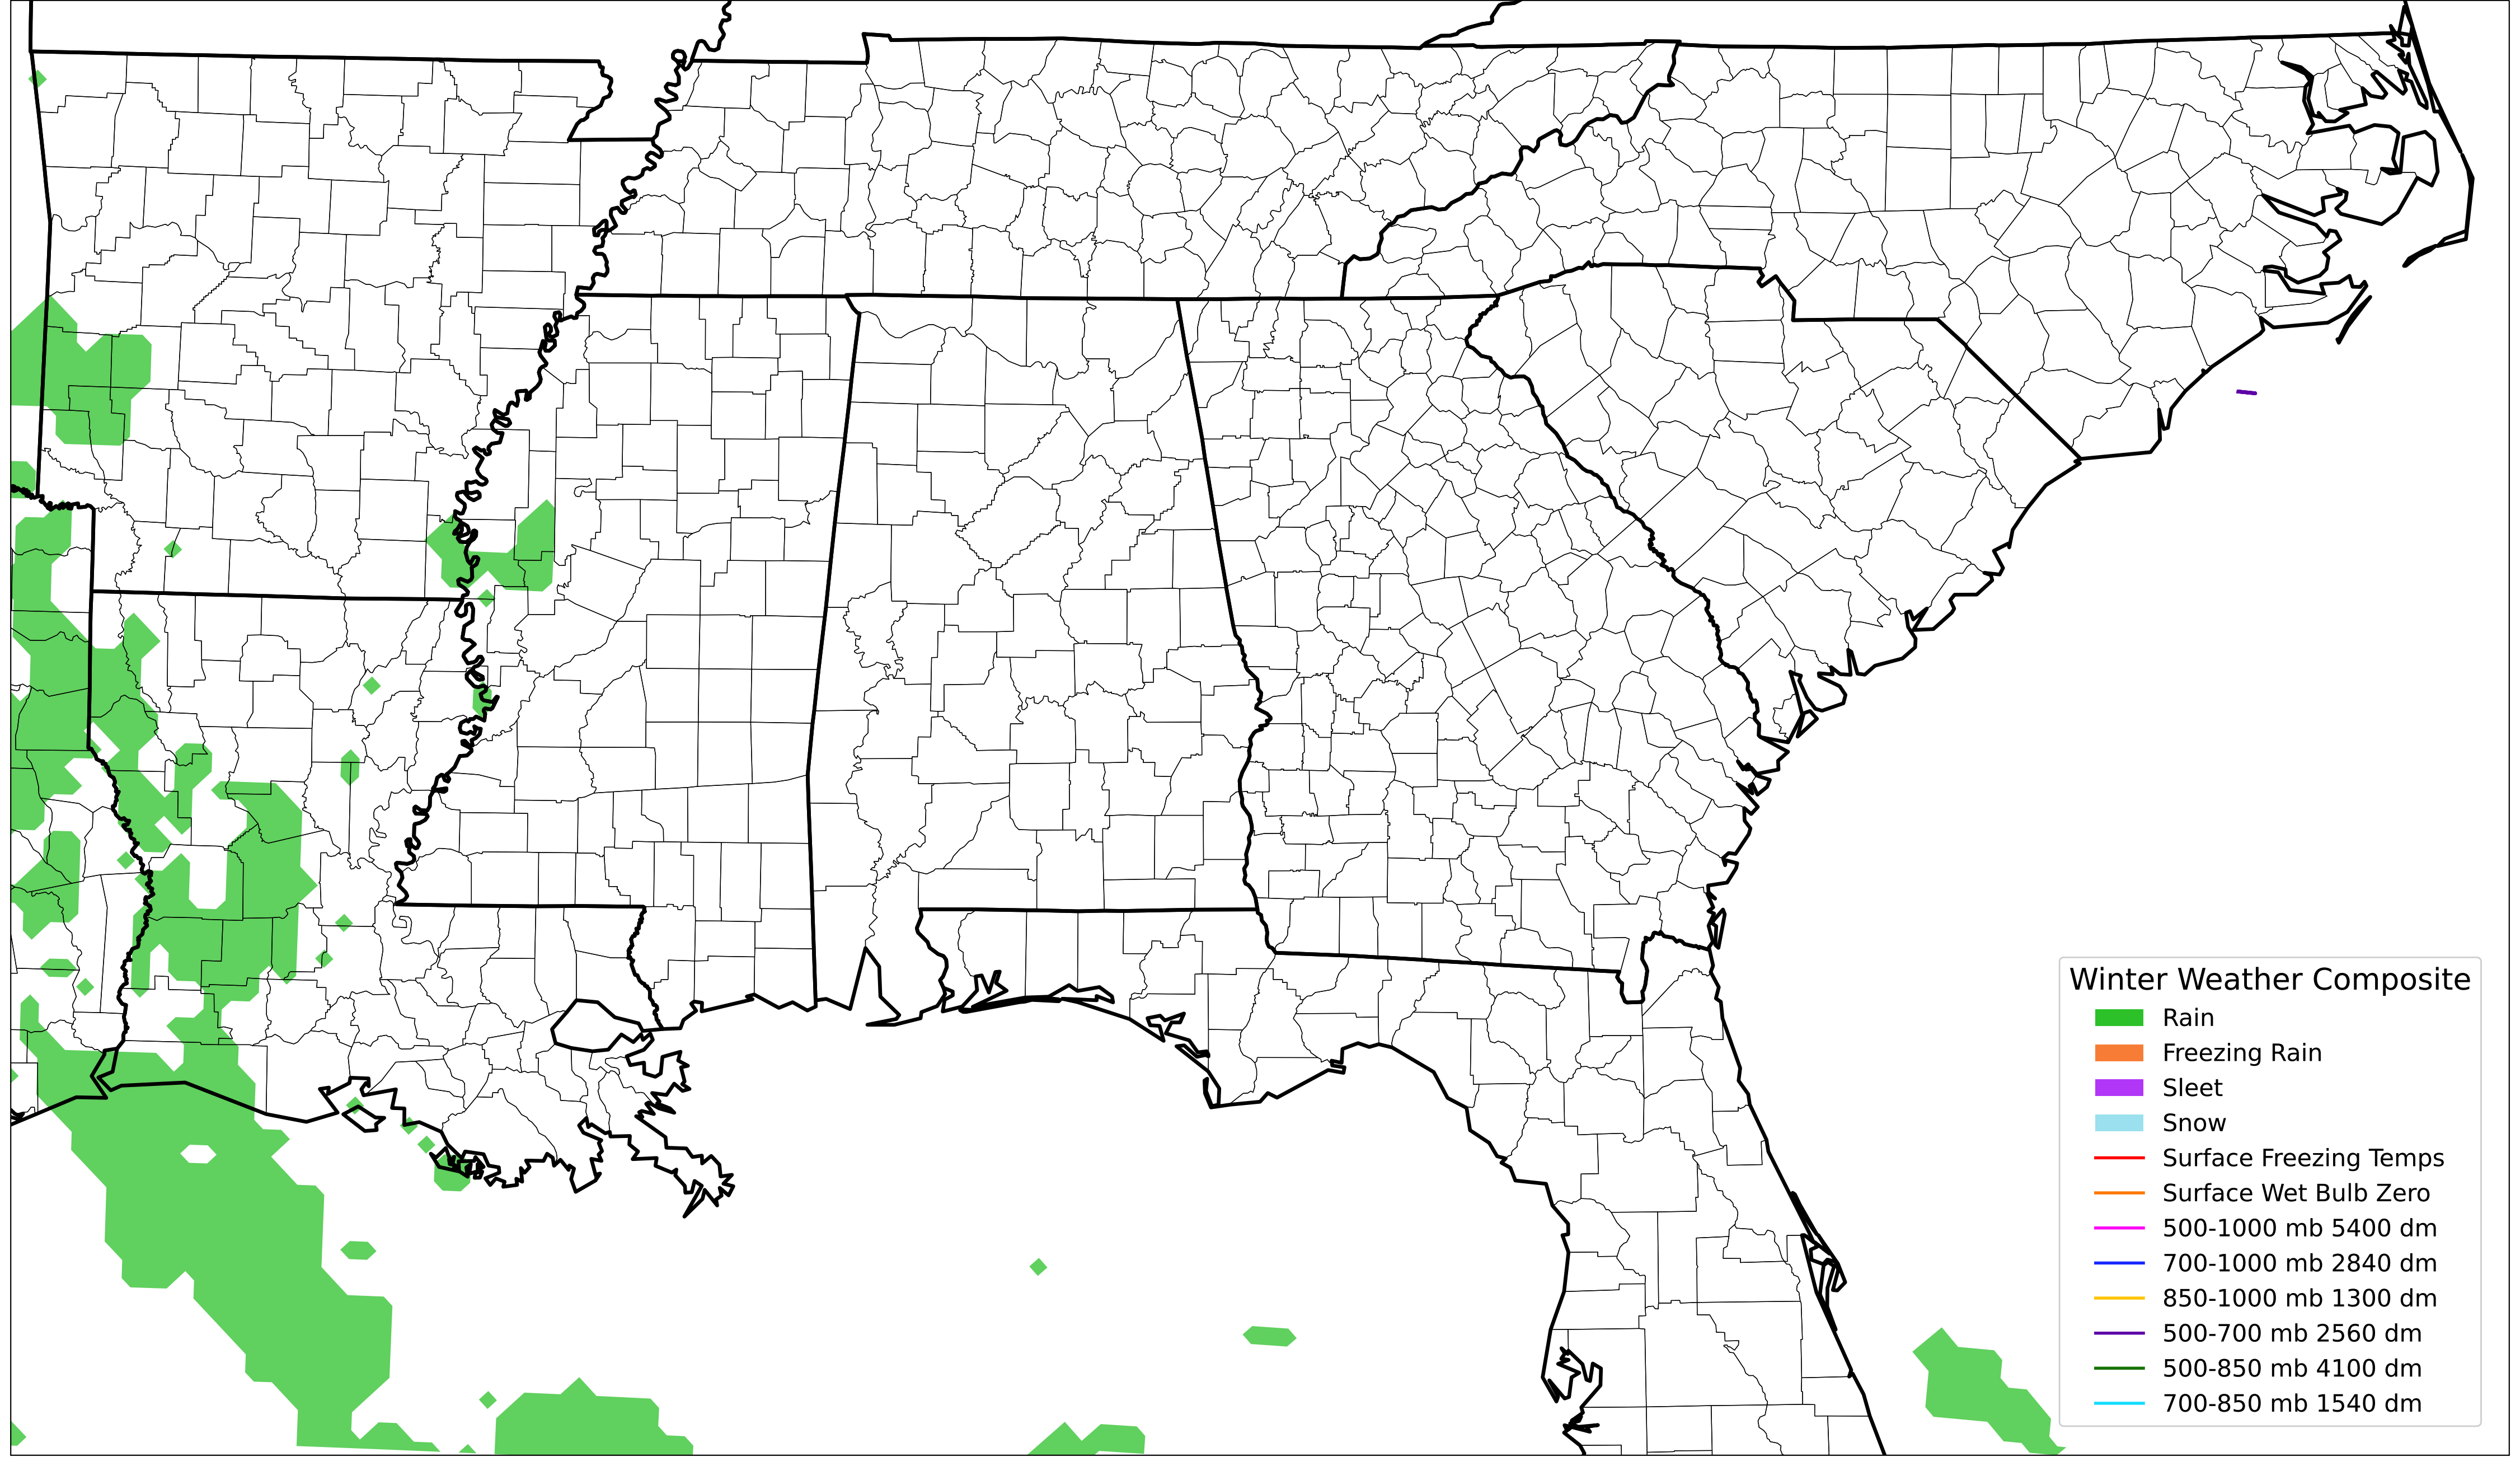 Winter Weather Composite
Rain
Freezing Rain
Sleet
Snow
Surface Freezing Temps
Surface Wet Bulb Zero
500-1000 mb 5400 dm
700-1000 mb 2840 dm
850-1000 mb 1300 dm
500-700 mb 2560 dm
500-850 mb 4100 dm
700-850 mb 1540 dm